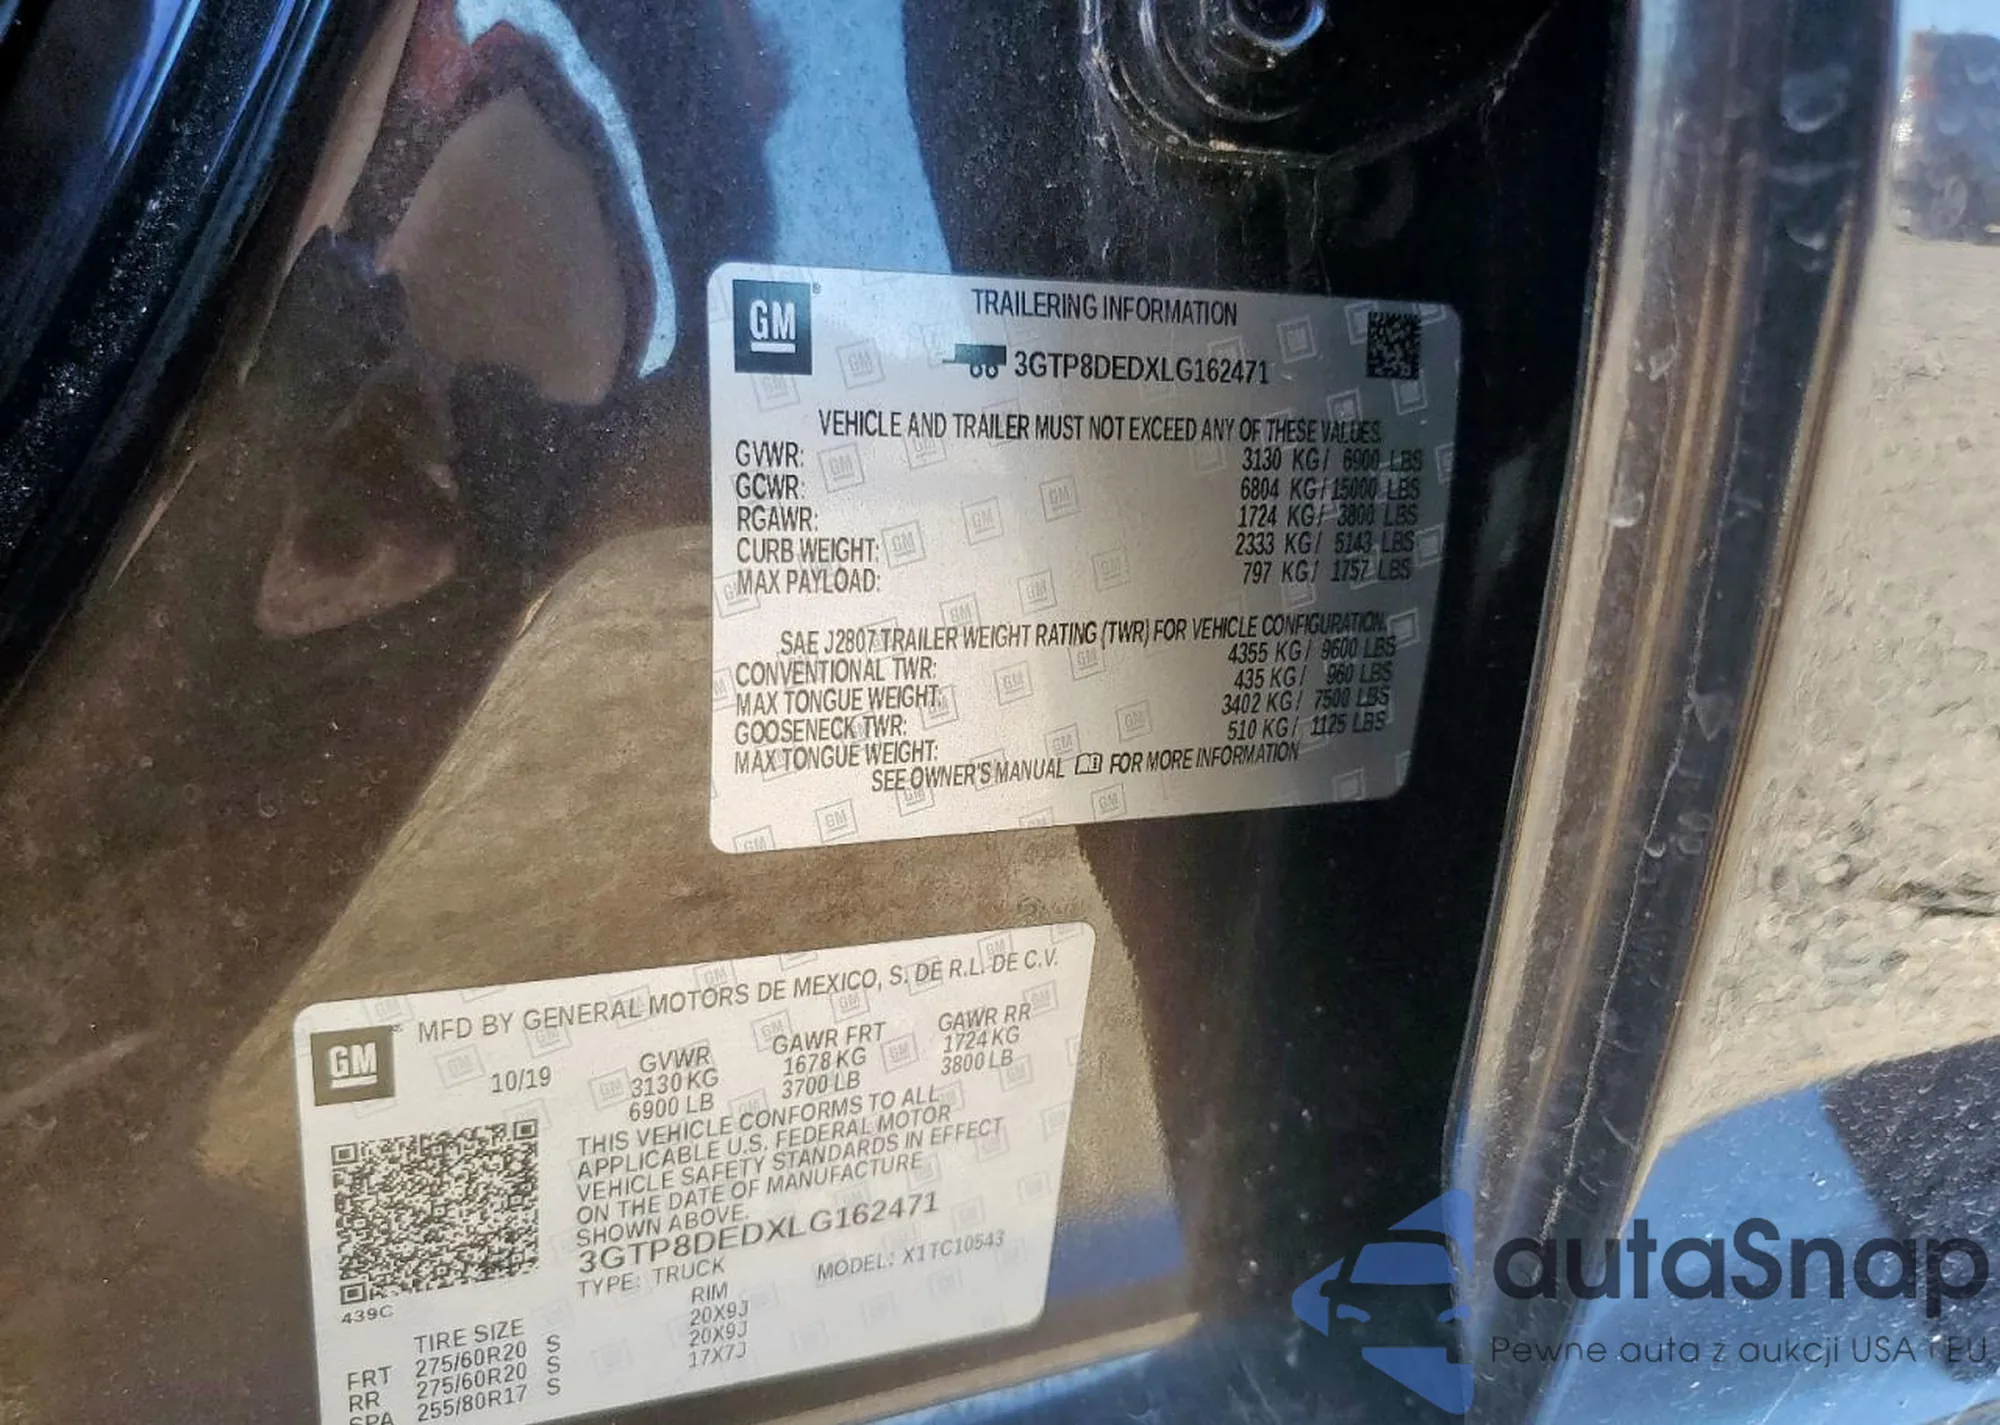 GM
TRAILERING INFORMATION
3GTP8DEDXLG162471
VEHICLE AND TRAILER MUST NOT EXCEED ANY OF THESE VALUES.
GVWR: 3130 KG/ 6900 LBS
GCWR: 6804 KG/15000 LBS
RGAWR: 1724 KG/ 3800 LBS
CURB WEIGHT: 2333 KG/ 5143 LBS
MAX PAYLOAD: 797 KG/ 1757 LBS
SAE J2807 TRAILER WEIGHT RATING (TWR) FOR VEHICLE CONFIGURATION.
CONVENTIONAL TWR: 4355 KG/ 9600 LBS
MAX TONGUE WEIGHT: 435 KG/ 960 LBS
GOOSENECK TWR: 3402 KG/ 7500 LBS
MAX TONGUE WEIGHT: 510 KG/ 1125 LBS
SEE OWNER'S MANUAL FOR MORE INFORMATION
GM
MFD BY GENERAL MOTORS DE MEXICO, S. DE R.L. DE C.V.
10/19
GVWR GAWR FRT GAWR RR
3130 KG 1678 KG 1724 KG
6900 LB 3700 LB 3800 LB
THIS VEHICLE CONFORMS TO ALL
APPLICABLE U.S. FEDERAL MOTOR
VEHICLE SAFETY STANDARDS IN EFFECT
ON THE DATE OF MANUFACTURE
SHOWN ABOVE.
3GTP8DEDXLG162471
TYPE: TRUCK MODEL: X1TC10543
439C
TIRE SIZE RIM
FRT 275/60R20 S 20X9J
RR 275/60R20 S 20X9J
SPA 255/80R17 S 17X7J
autaSnap
Pewne auta z aukcji USA i EU